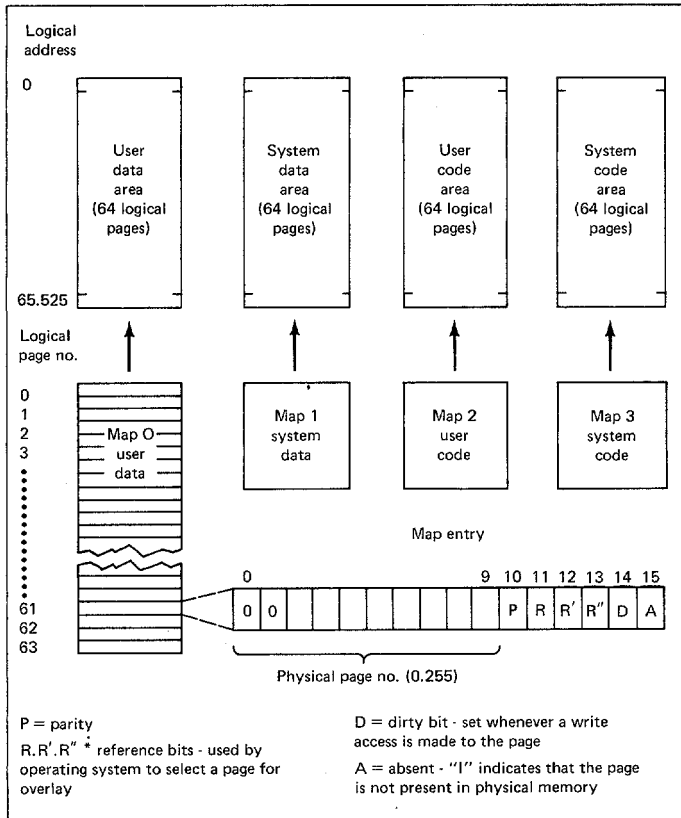 Logical
address
0
User
data
area
(64 logical
pages)
System
data
area
(64 logical
pages)
User
code
area
(64 logical
pages)
System
code
area
(64 logical
pages)
65.525
Logical
page no.
0
1
2
3
61
62
63
Map O
user
data
Map 1
system
data
Map 2
user
code
Map 3
system
code
Map entry
0 9 10 11 12 13 14 15
0 0 P R R' R" D A
Physical page no. (0.255)
P = parity
R.R'.R" * reference bits - used by
operating system to select a page for
overlay
D = dirty bit - set whenever a write
access is made to the page
A = absent - "I" indicates that the page
is not present in physical memory